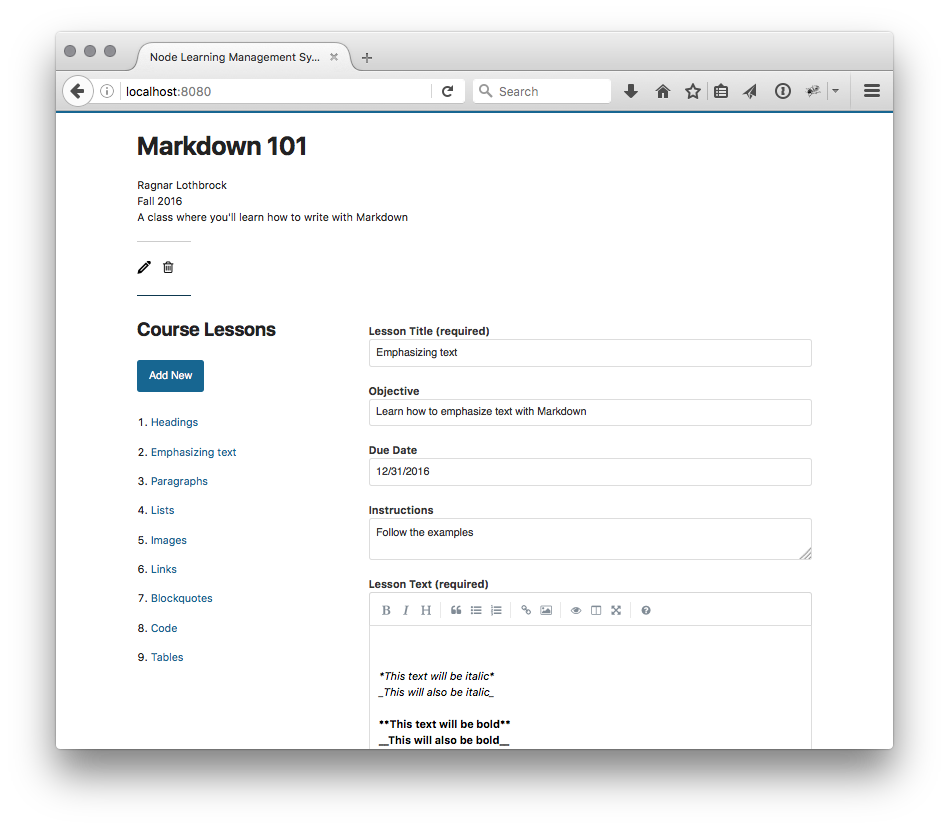 Node Learning Management Sy...
localhost:8080
Search
Markdown 101
Ragnar Lothbrock
Fall 2016
A class where you'll learn how to write with Markdown
Course Lessons
Add New
1. Headings
2. Emphasizing text
3. Paragraphs
4. Lists
5. Images
6. Links
7. Blockquotes
8. Code
9. Tables
Lesson Title (required)
Emphasizing text
Objective
Learn how to emphasize text with Markdown
Due Date
12/31/2016
Instructions
Follow the examples
Lesson Text (required)
B I H
*This text will be italic*
_This will also be italic_
**This text will be bold**
__This will also be bold__